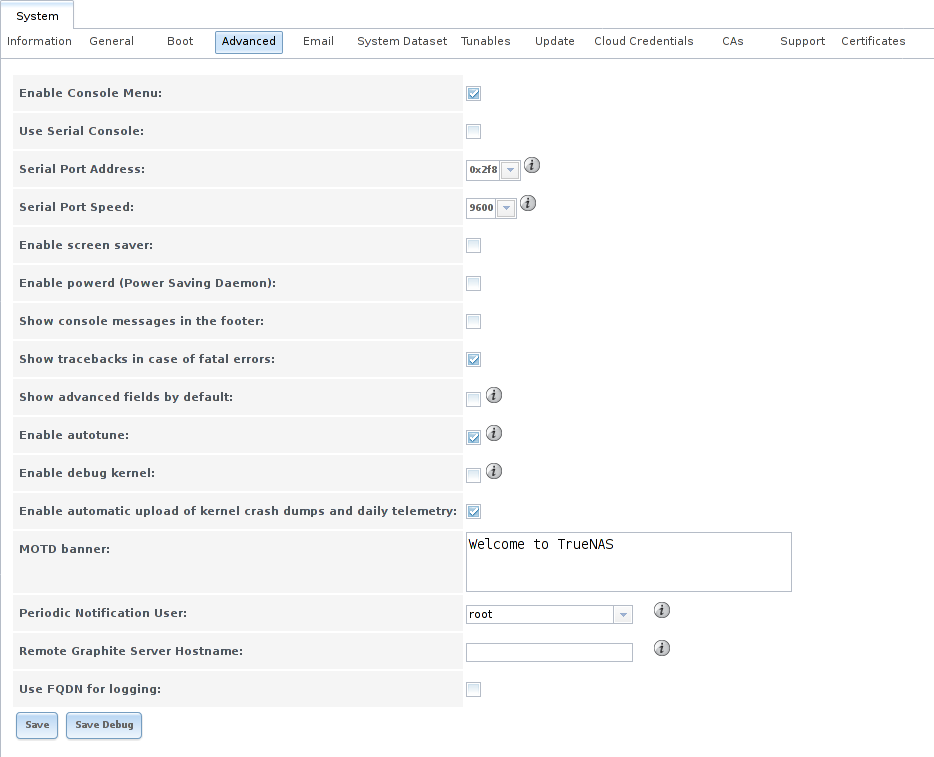 System
Information General Boot Advanced Email System Dataset Tunables Update Cloud Credentials CAs Support Certificates
Enable Console Menu:
Use Serial Console:
Serial Port Address: 0x2f8
Serial Port Speed: 9600
Enable screen saver:
Enable powerd (Power Saving Daemon):
Show console messages in the footer:
Show tracebacks in case of fatal errors:
Show advanced fields by default:
Enable autotune:
Enable debug kernel:
Enable automatic upload of kernel crash dumps and daily telemetry:
MOTD banner: Welcome to TrueNAS
Periodic Notification User: root
Remote Graphite Server Hostname:
Use FQDN for logging:
Save Save Debug